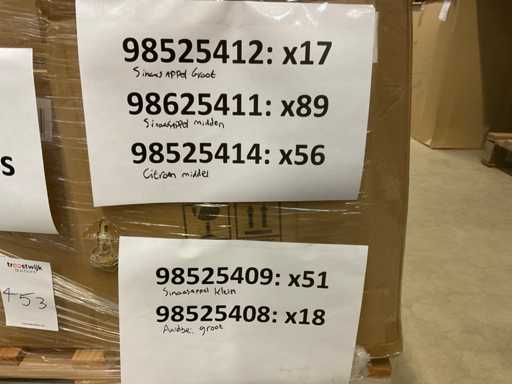 98525412: x17
Sinaasappel Groot
98625411: x89
Sinaasappel midden
98525414: x56
Citroen middel
S
troostwijk
453
98525409: x51
Sinaasappel klein
98525408: x18
groot